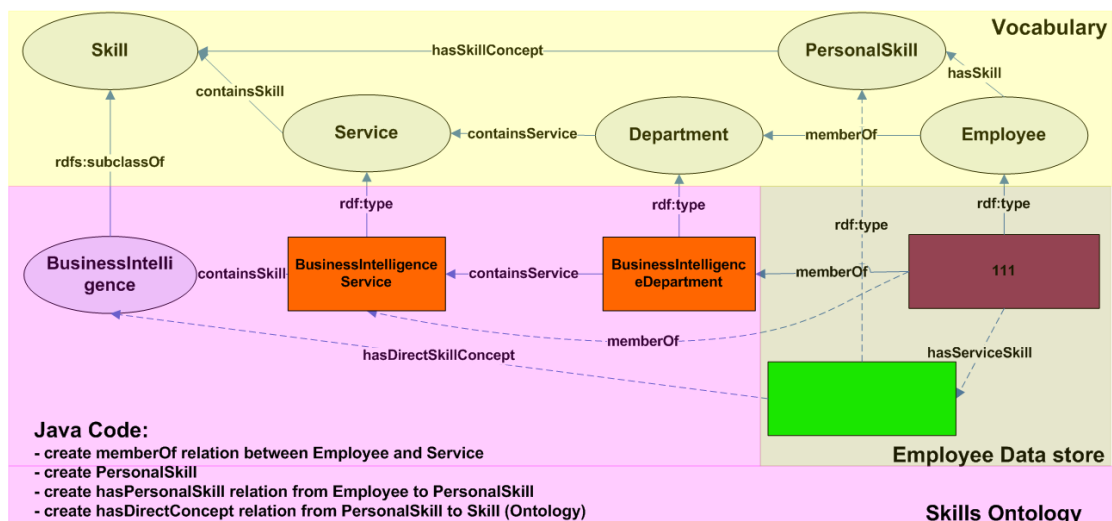 Vocabulary
Skill
hasSkillConcept
PersonalSkill
hasSkill
containsSkill
Service
containsService
Department
memberOf
Employee
rdfs:subclassOf
rdf:type
rdf:type
rdf:type
rdf:type
BusinessIntelli
gence
containsSkill
BusinessIntelligence
Service
containsService
BusinessIntelligenc
eDepartment
memberOf
111
memberOf
hasDirectSkillConcept
hasServiceSkill
Java Code:
- create memberOf relation between Employee and Service
- create PersonalSkill
- create hasPersonalSkill relation from Employee to PersonalSkill
- create hasDirectConcept relation from PersonalSkill to Skill (Ontology)
Employee Data store
Skills Ontology